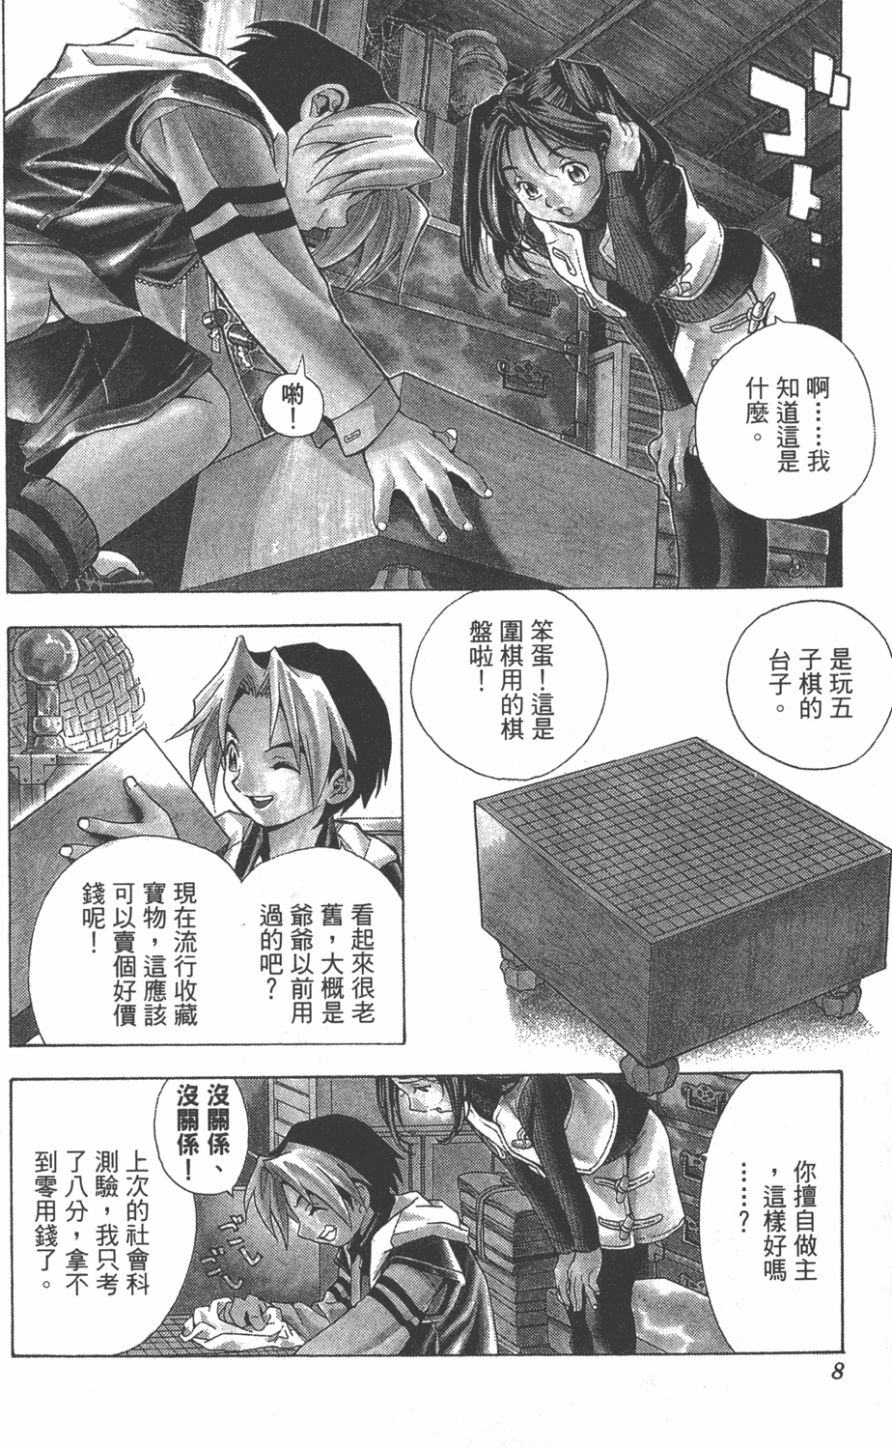 ゴト…
啊……我
知道這是
什麼。
喲！
是玩五
子棋的
台子。
笨蛋！這是
圍棋用的棋
盤啦！
看起來很老
舊，大概是
爺爺以前用
過的吧？
現在流行收藏
寶物，這應該
可以賣個好價
錢呢！
你擅自做主
，這樣好嗎
……？
沒關係、
沒關係！
ゴシ
ゴシ
上次的社會科
測驗，我只考
了八分，拿不
到零用錢了。
8